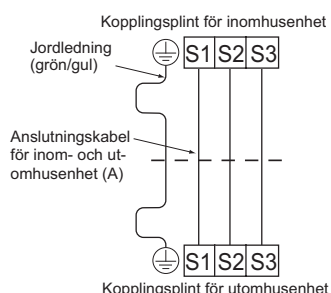 Kopplingsplint för inomhusenhet
Jordledning
(grön/gul)
S1 S2 S3
Anslutningskabel
för inom- och ut-
omhusenhet (A)
S1 S2 S3
Kopplingsplint för utomhusenhet